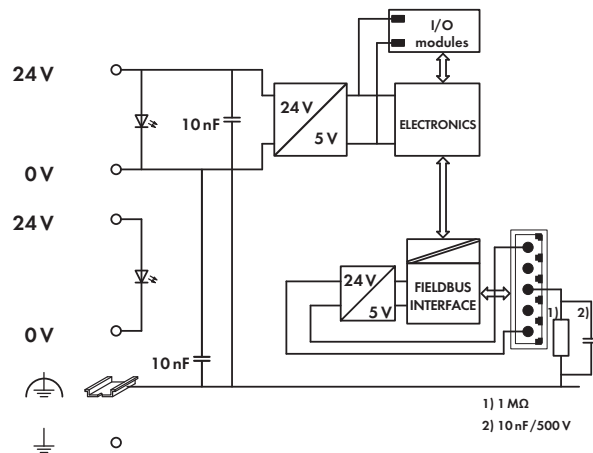 I/O
modules
24 V
24 V
10 nF
5 V
ELECTRONICS
0 V
24 V
24 V
5 V
FIELDBUS
INTERFACE
1)
2)
0 V
10 nF
1) 1 MΩ
2) 10 nF/500 V